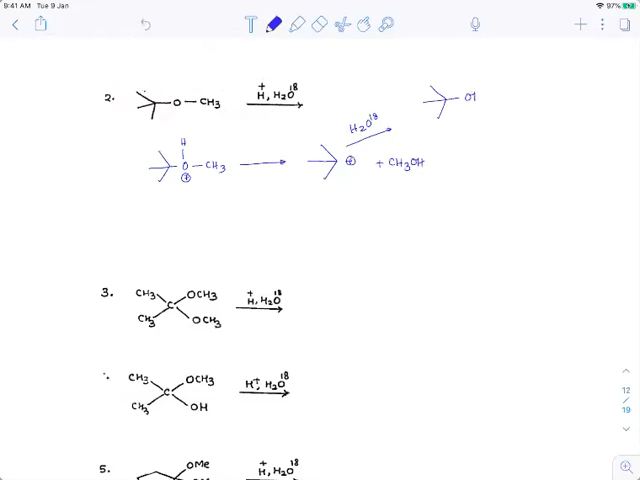 9:41 AM Tue 9 Jan 97%
2. O-CH3 H+, H2O18
OH
H2O18
H
O-CH3 ⊕ ⊕ + CH3OH
3. CH3 OCH3 C CH3 OCH3 H+, H2O18
CH3 OCH3 C CH3 OH H+, H2O18
12
/
19
5. OMe H+, H2O18